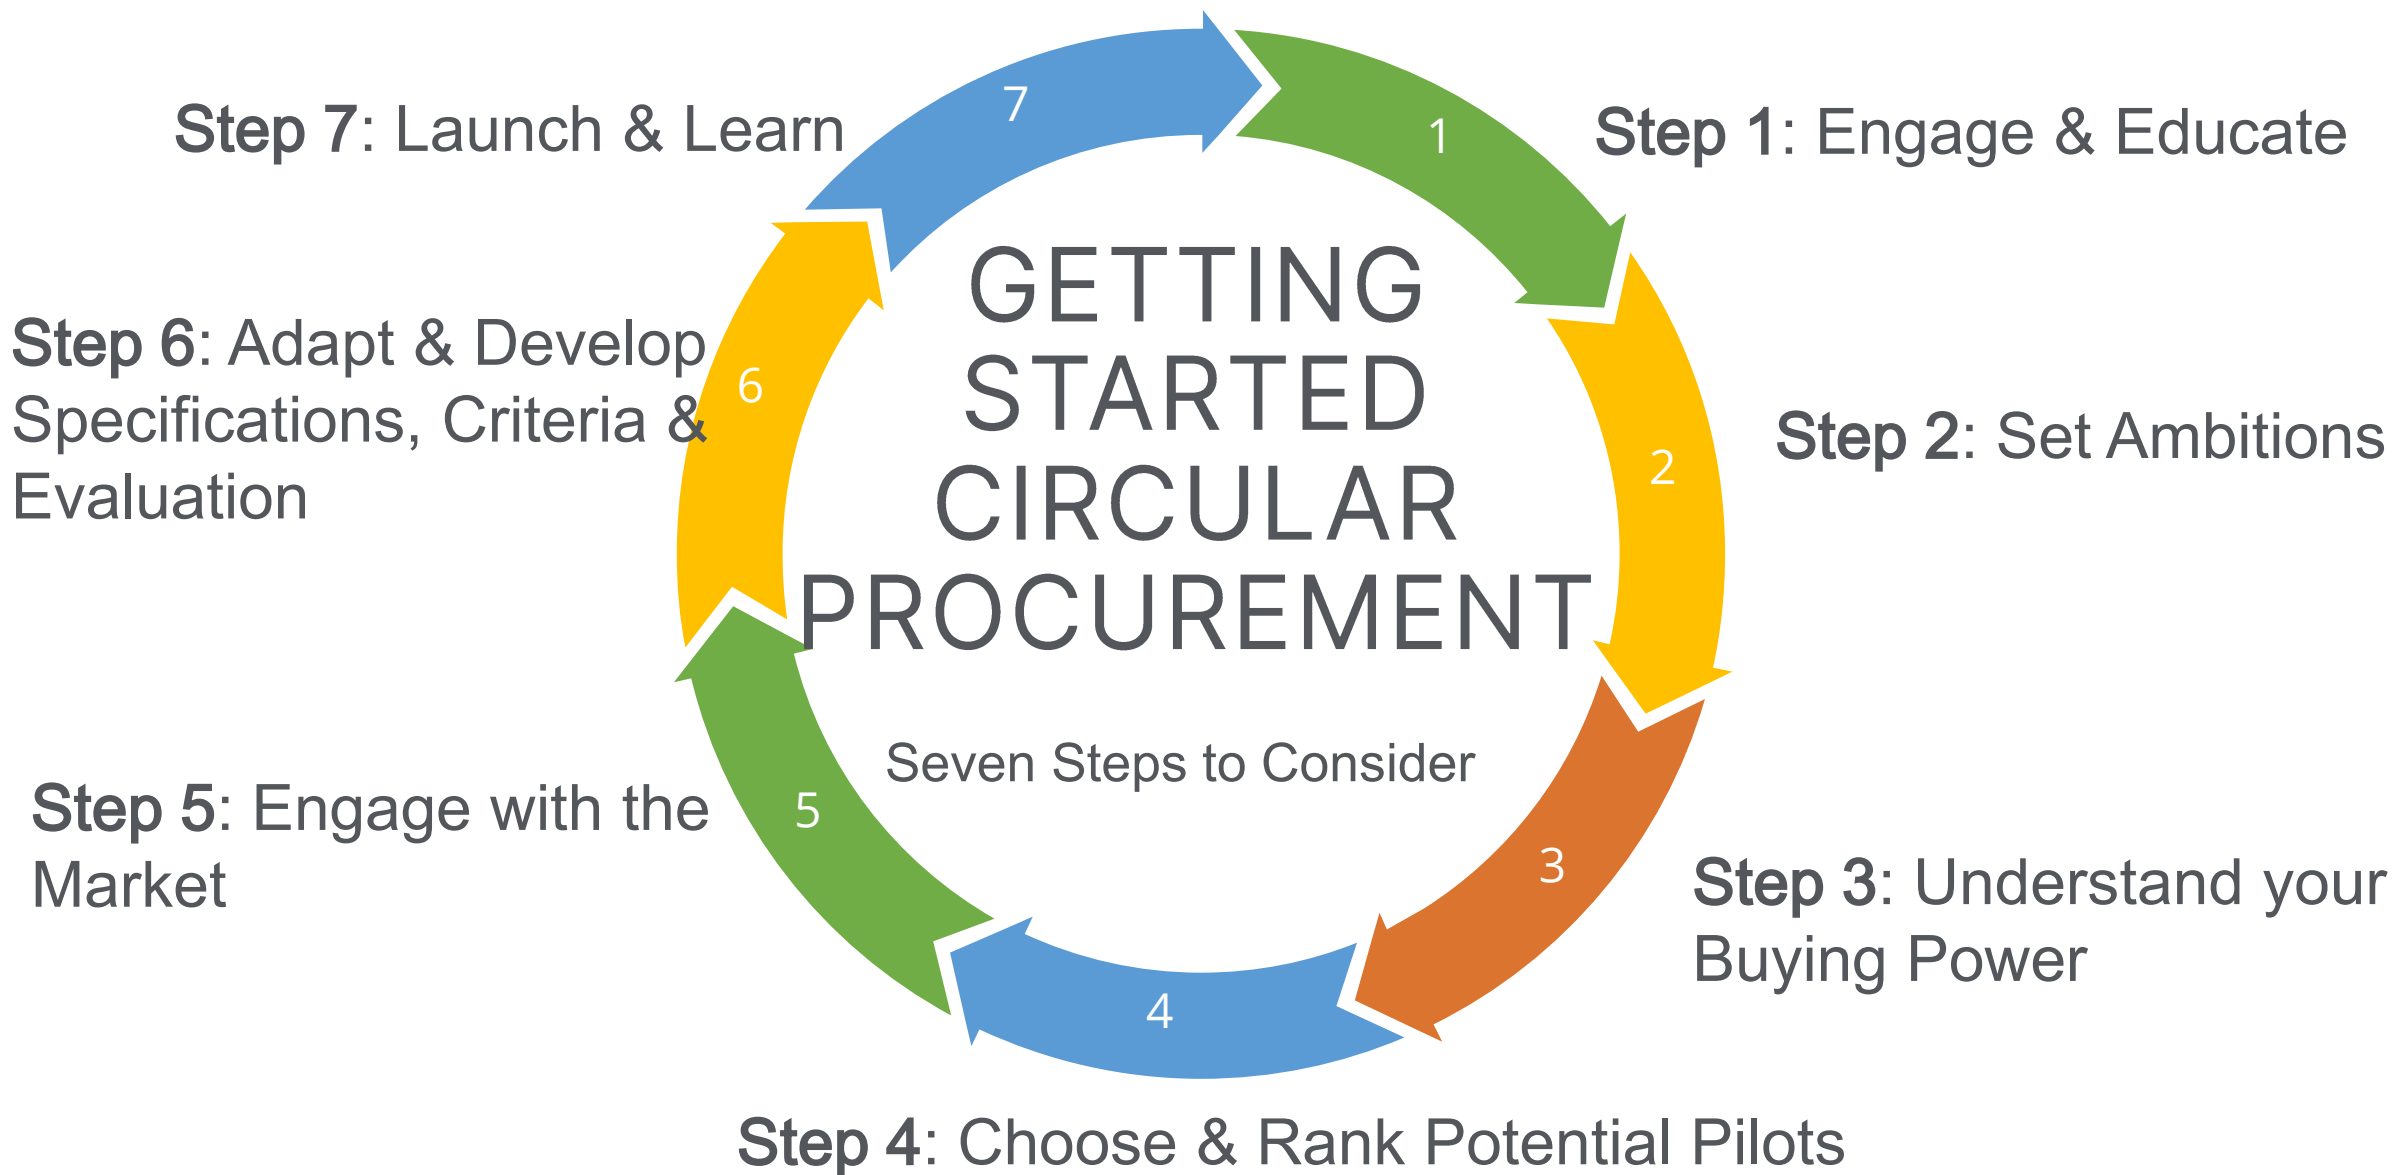 GETTING
STARTED
CIRCULAR
PROCUREMENT
Seven Steps to Consider
1
Step 1: Engage & Educate
2
Step 2: Set Ambitions
3
Step 3: Understand your
Buying Power
4
Step 4: Choose & Rank Potential Pilots
5
Step 5: Engage with the
Market
6
Step 6: Adapt & Develop
Specifications, Criteria &
Evaluation
7
Step 7: Launch & Learn